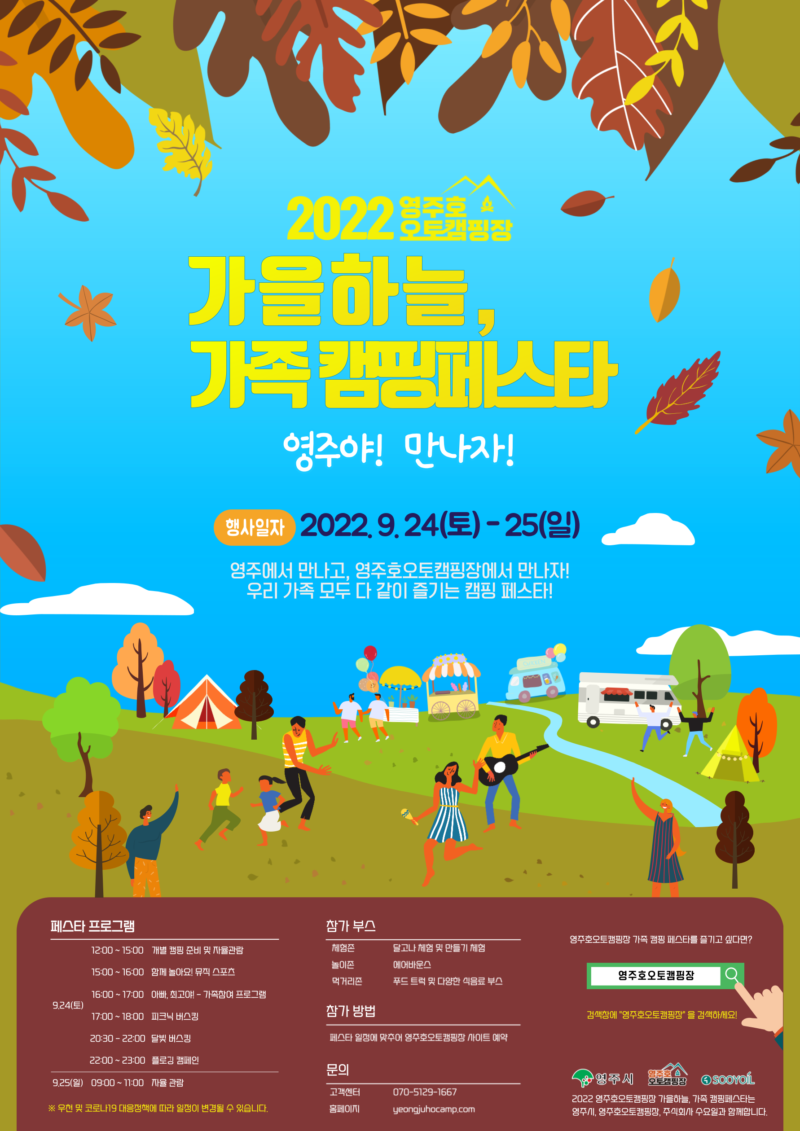 2022 영주호
오토캠핑장
가을하늘,
가족 캠핑페스타
영주야! 만나자!
행사일자 2022. 9. 24(토) - 25(일)
영주에서 만나고, 영주호오토캠핑장에서 만나자!
우리 가족 모두 다 같이 즐기는 캠핑 페스타!
페스타 프로그램
9.24(토)
12:00 ~ 15:00 개별 캠핑 준비 및 자율관람
15:00 ~ 16:00 함께 놀아요! 뮤직 스포츠
16:00 ~ 17:00 아빠, 최고야! ~ 가족참여 프로그램
17:00 ~ 18:00 피크닉 버스킹
20:30 ~ 22:00 달빛 버스킹
22:00 ~ 23:00 플로깅 캠페인
9.25(일) 09:00 ~ 11:00 자율 관람
※ 우천 및 코로나19 대응정책에 따라 일정이 변경될 수 있습니다.
참가 부스
체험존 달고나 체험 및 만들기 체험
놀이존 에어바운스
먹거리존 푸드 트럭 및 다양한 식음료 부스
참가 방법
페스타 일정에 맞추어 영주호오토캠핑장 사이트 예약
문의
고객센터 070-5129-1667
홈페이지 yeongjuhocamp.com
영주호오토캠핑장 가족 캠핑 페스타를 즐기고 싶다면?
영주호오토캠핑장
검색창에 "영주호오토캠핑장" 을 검색하세요!
영주시 영주호 오토캠핑장 SOOYOIL
2022 영주호오토캠핑장 가을하늘, 가족 캠핑페스타는
영주시, 영주호오토캠핑장, 주식회사 수요일과 함께합니다.